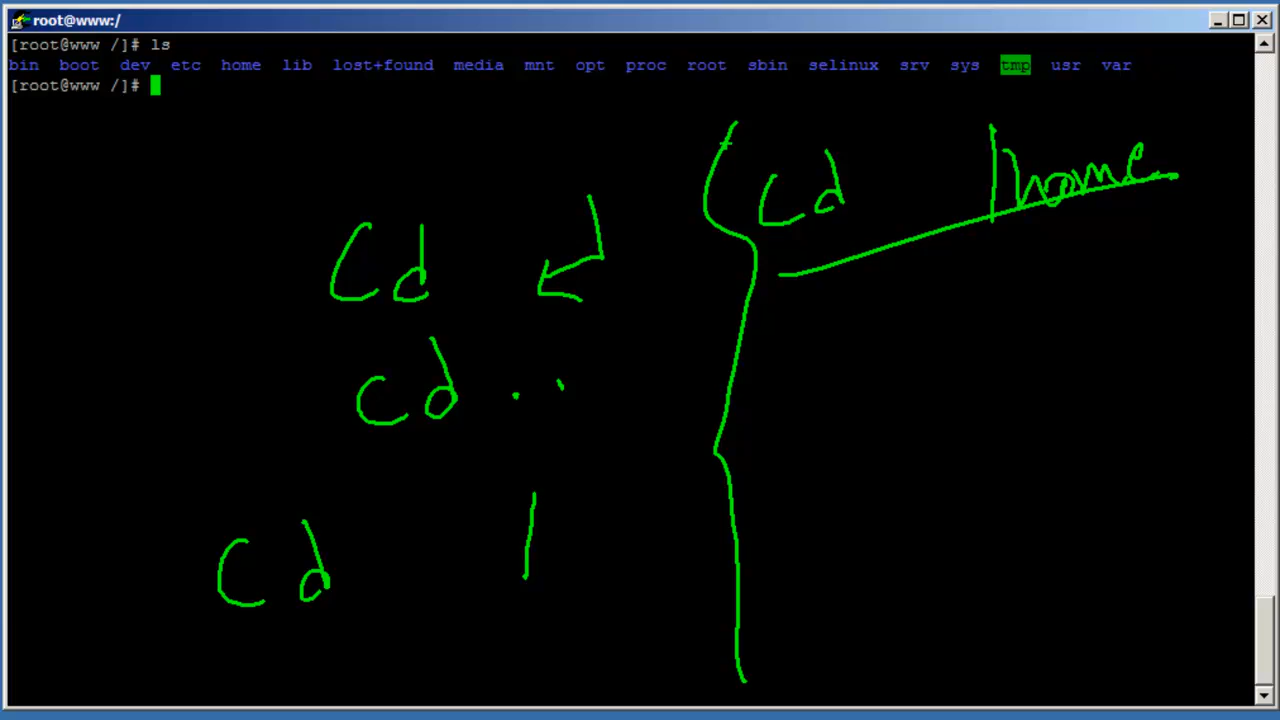 root@www:/
[root@www /]# ls
bin boot dev etc home lib lost+found media mnt opt proc root sbin selinux srv sys tmp usr var
[root@www /]#
Cd /home
Cd
Cd ..
Cd /